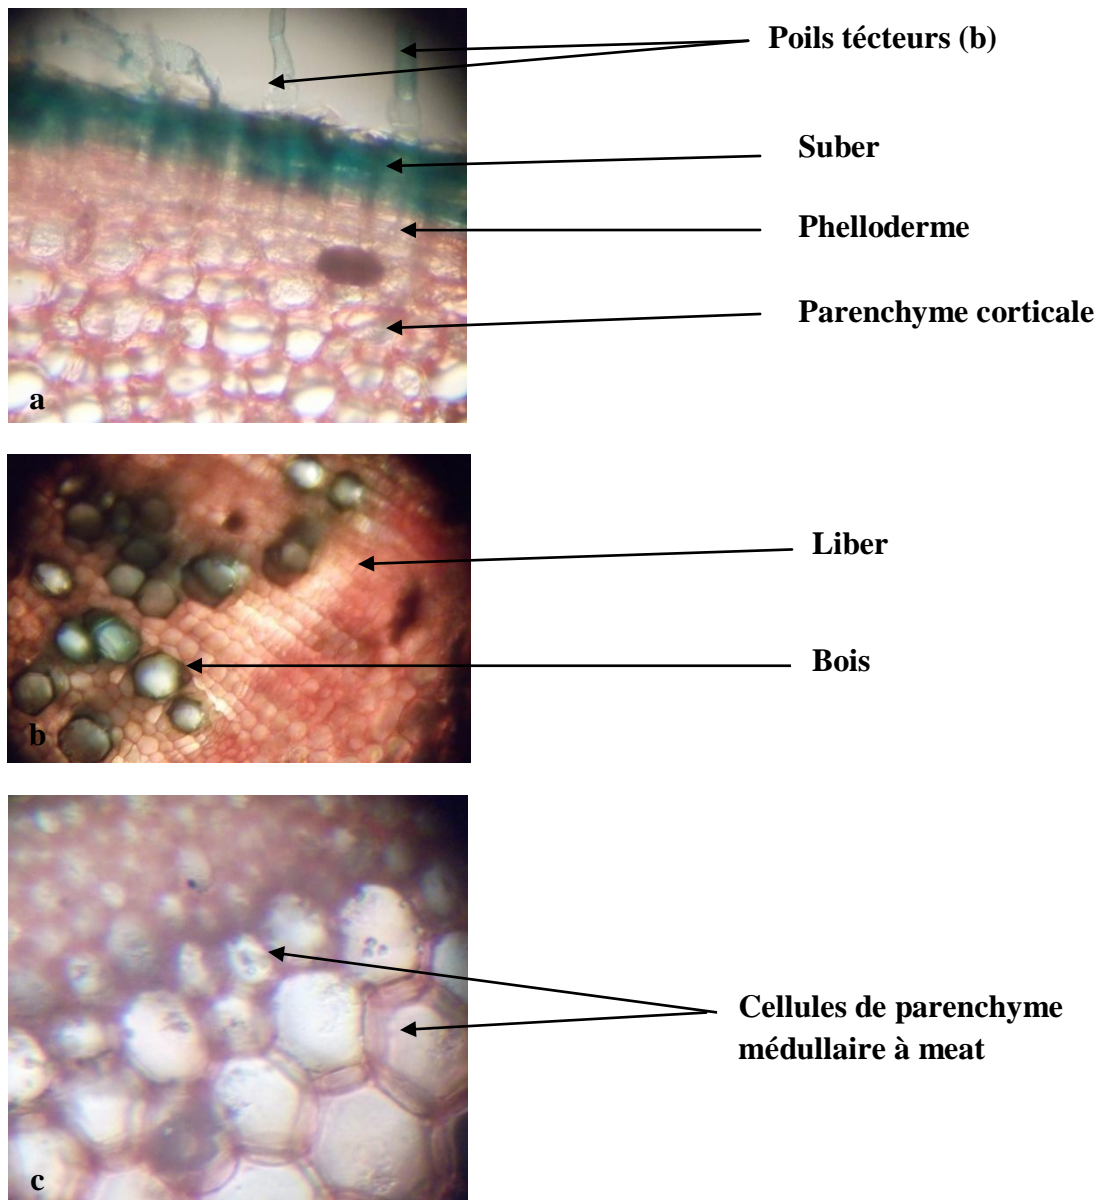 Poils técteurs (b)
Suber
Phelloderme
Parenchyme corticale
a
Liber
Bois
b
Cellules de parenchyme
médullaire à meat
c